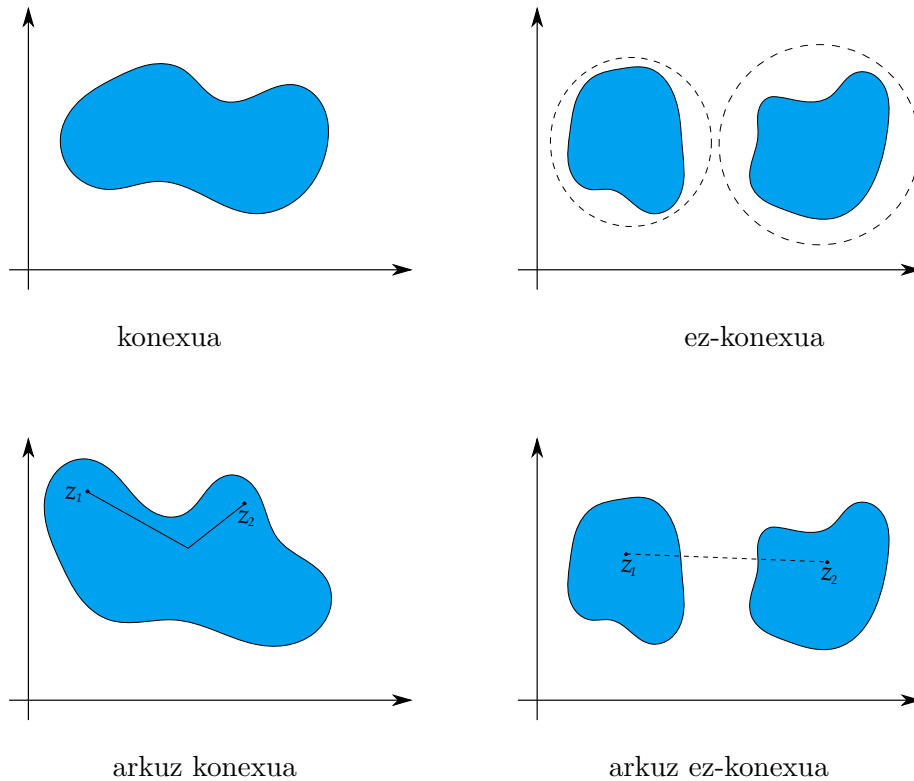 konexua
ez-konexua
z1
z2
z1
z2
arkuz konexua
arkuz ez-konexua